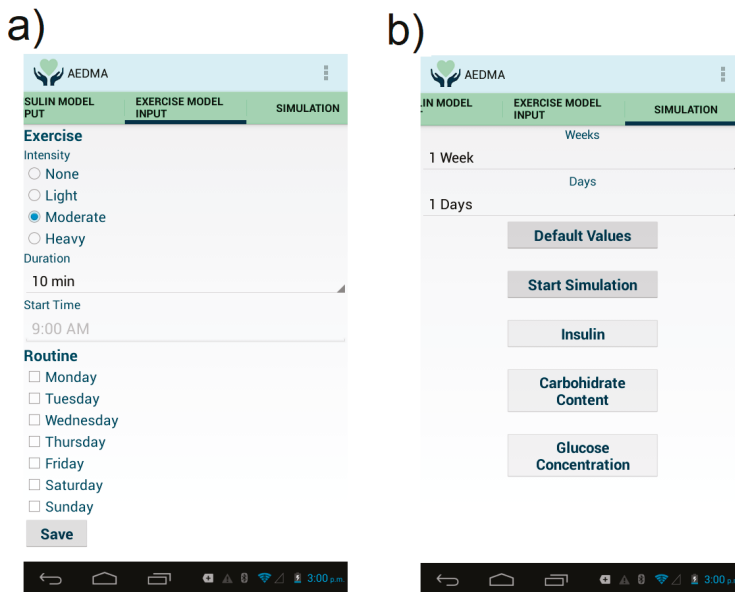 a)
AEDMA
SULIN MODEL
PUT
EXERCISE MODEL
INPUT
SIMULATION
Exercise
Intensity
None
Light
Moderate
Heavy
Duration
10 min
Start Time
9:00 AM
Routine
Monday
Tuesday
Wednesday
Thursday
Friday
Saturday
Sunday
Save
3:00 p.m.
b)
AEDMA
IN MODEL
EXERCISE MODEL
INPUT
SIMULATION
Weeks
1 Week
Days
1 Days
Default Values
Start Simulation
Insulin
Carbohidrate
Content
Glucose
Concentration
3:00 p.